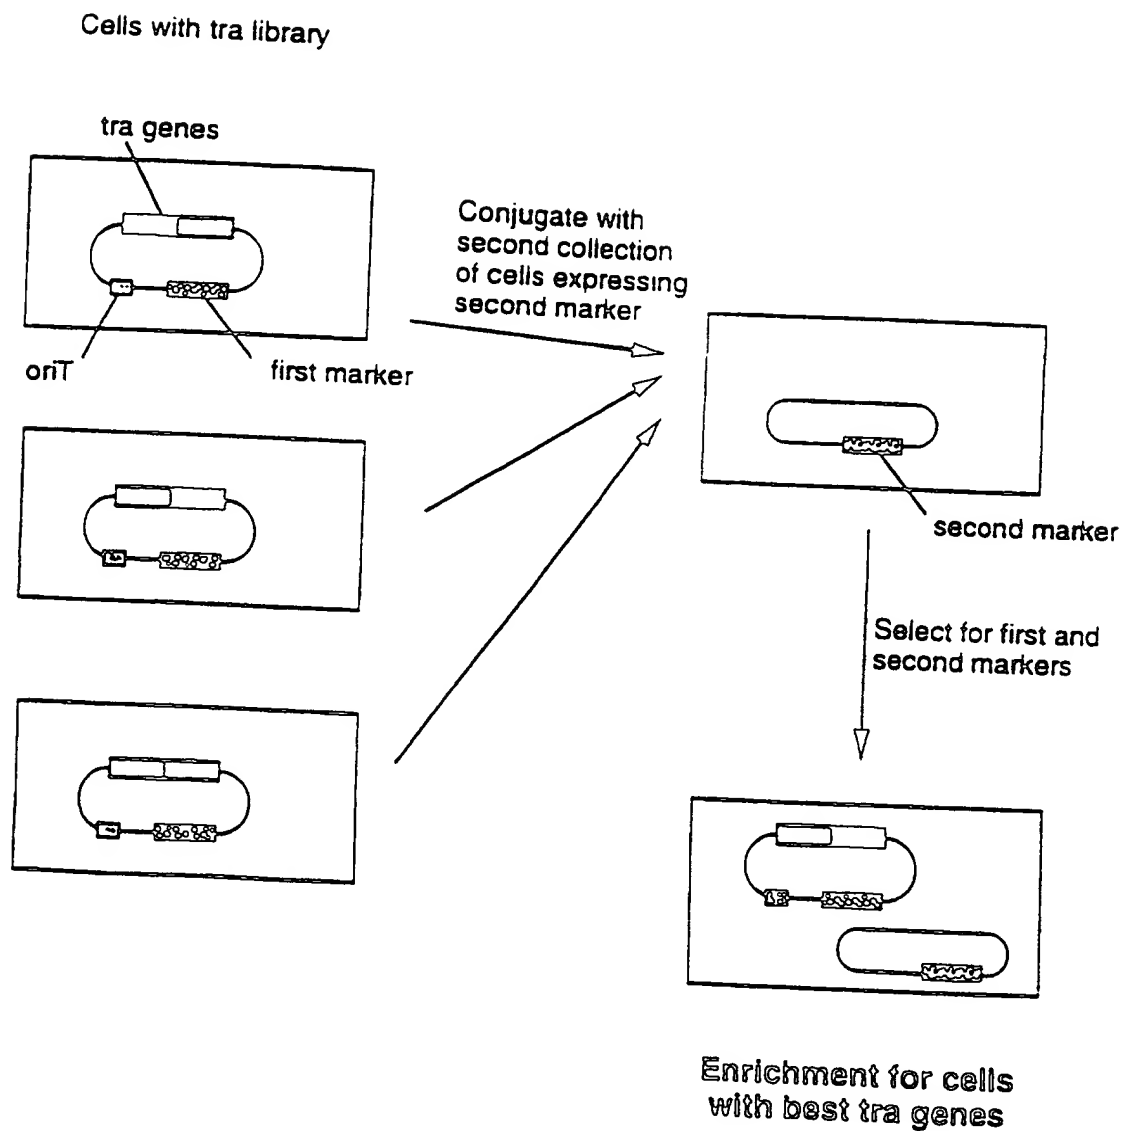 Cells with tra library
tra genes
Conjugate with
second collection
of cells expressing
second marker
oriT
first marker
second marker
Select for first and
second markers
Enrichment for cells
with best tra genes